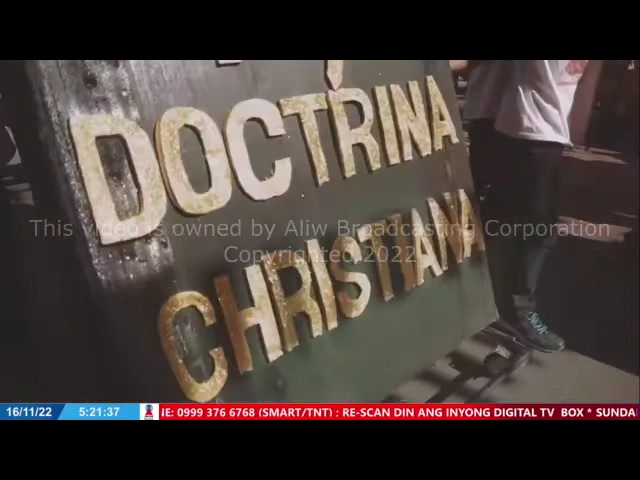 DOCTRINA
CHRISTIANA
This video is owned by Aliw Broadcasting Corporation
Copyrighted 2022
16/11/22 5:21:37 NE: 0999 376 6768 (SMART/TNT) : RE-SCAN DIN ANG INYONG DIGITAL TV BOX * SUNDA